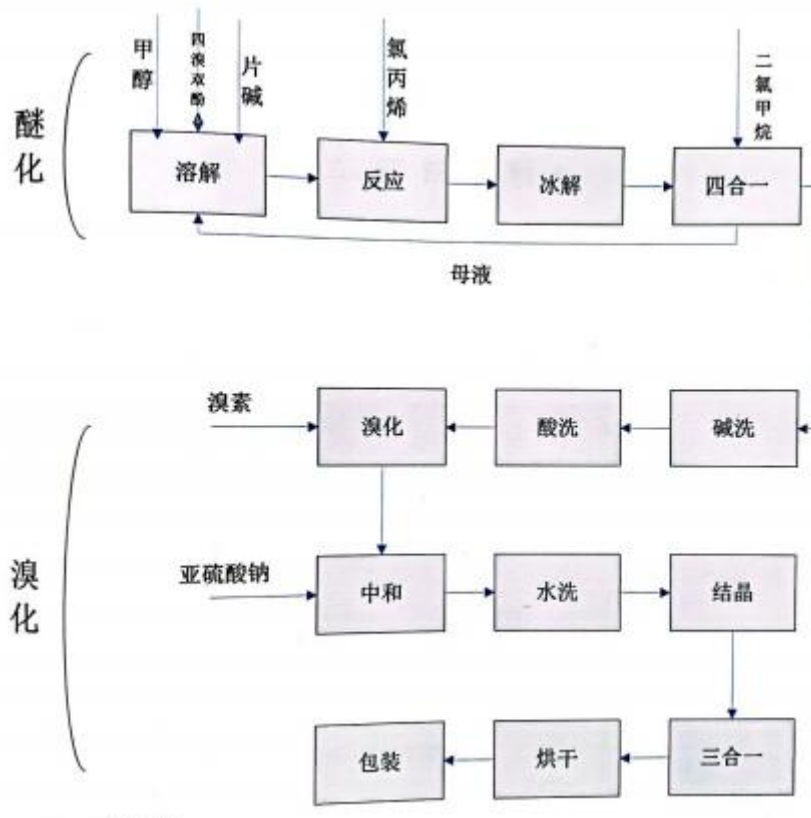 醚化
甲醇
四溴双酚A
片碱
氯丙烯
二氯甲烷
溶解
反应
冰解
四合一
母液
溴化
溴素
溴化
酸洗
碱洗
亚硫酸钠
中和
水洗
结晶
包装
烘干
三合一